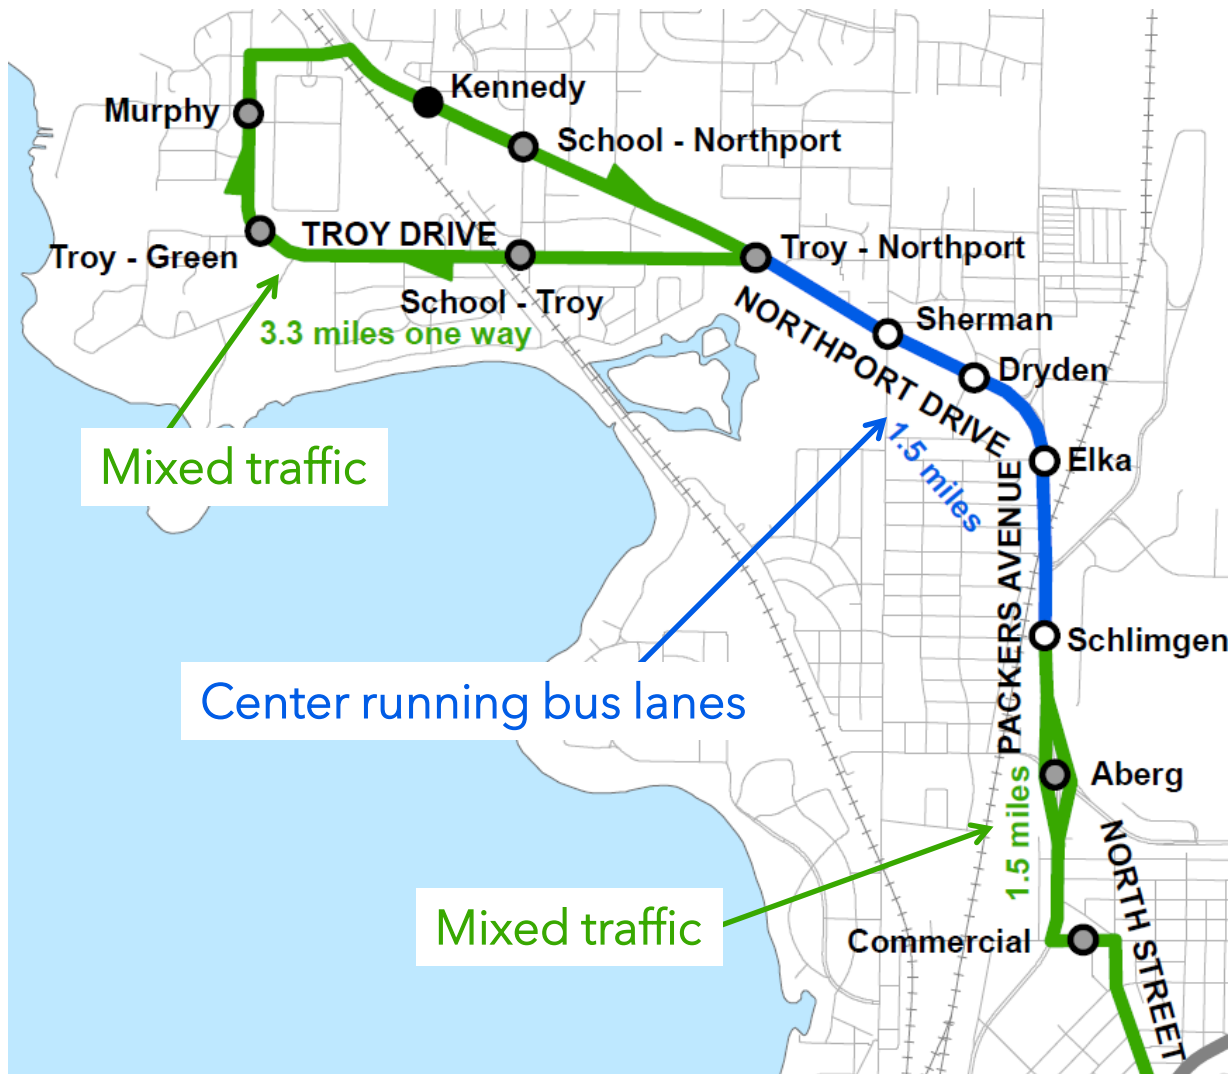 Kennedy
Murphy
School - Northport
TROY DRIVE
Troy - Green
Troy - Northport
School - Troy
3.3 miles one way
NORTHPORT DRIVE
Sherman
Dryden
Mixed traffic
1.5 miles
Elka
PACKERS AVENUE
Schlimgen
Center running bus lanes
Aberg
1.5 miles
NORTH STREET
Mixed traffic
Commercial